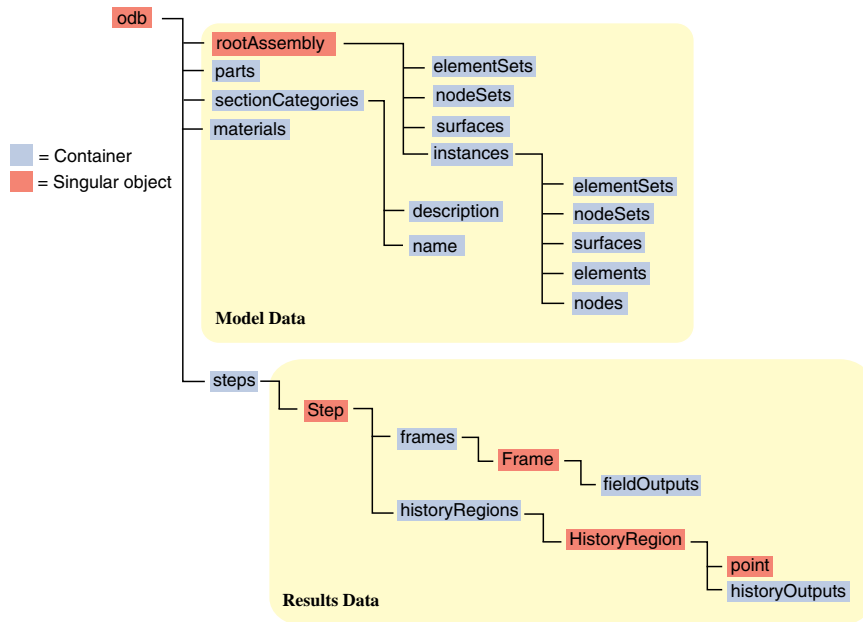 odb
rootAssembly
parts
sectionCategories
materials
elementSets
nodeSets
surfaces
instances
= Container
= Singular object
description
name
elementSets
nodeSets
surfaces
elements
nodes
Model Data
steps
Step
frames
Frame
fieldOutputs
historyRegions
HistoryRegion
point
historyOutputs
Results Data